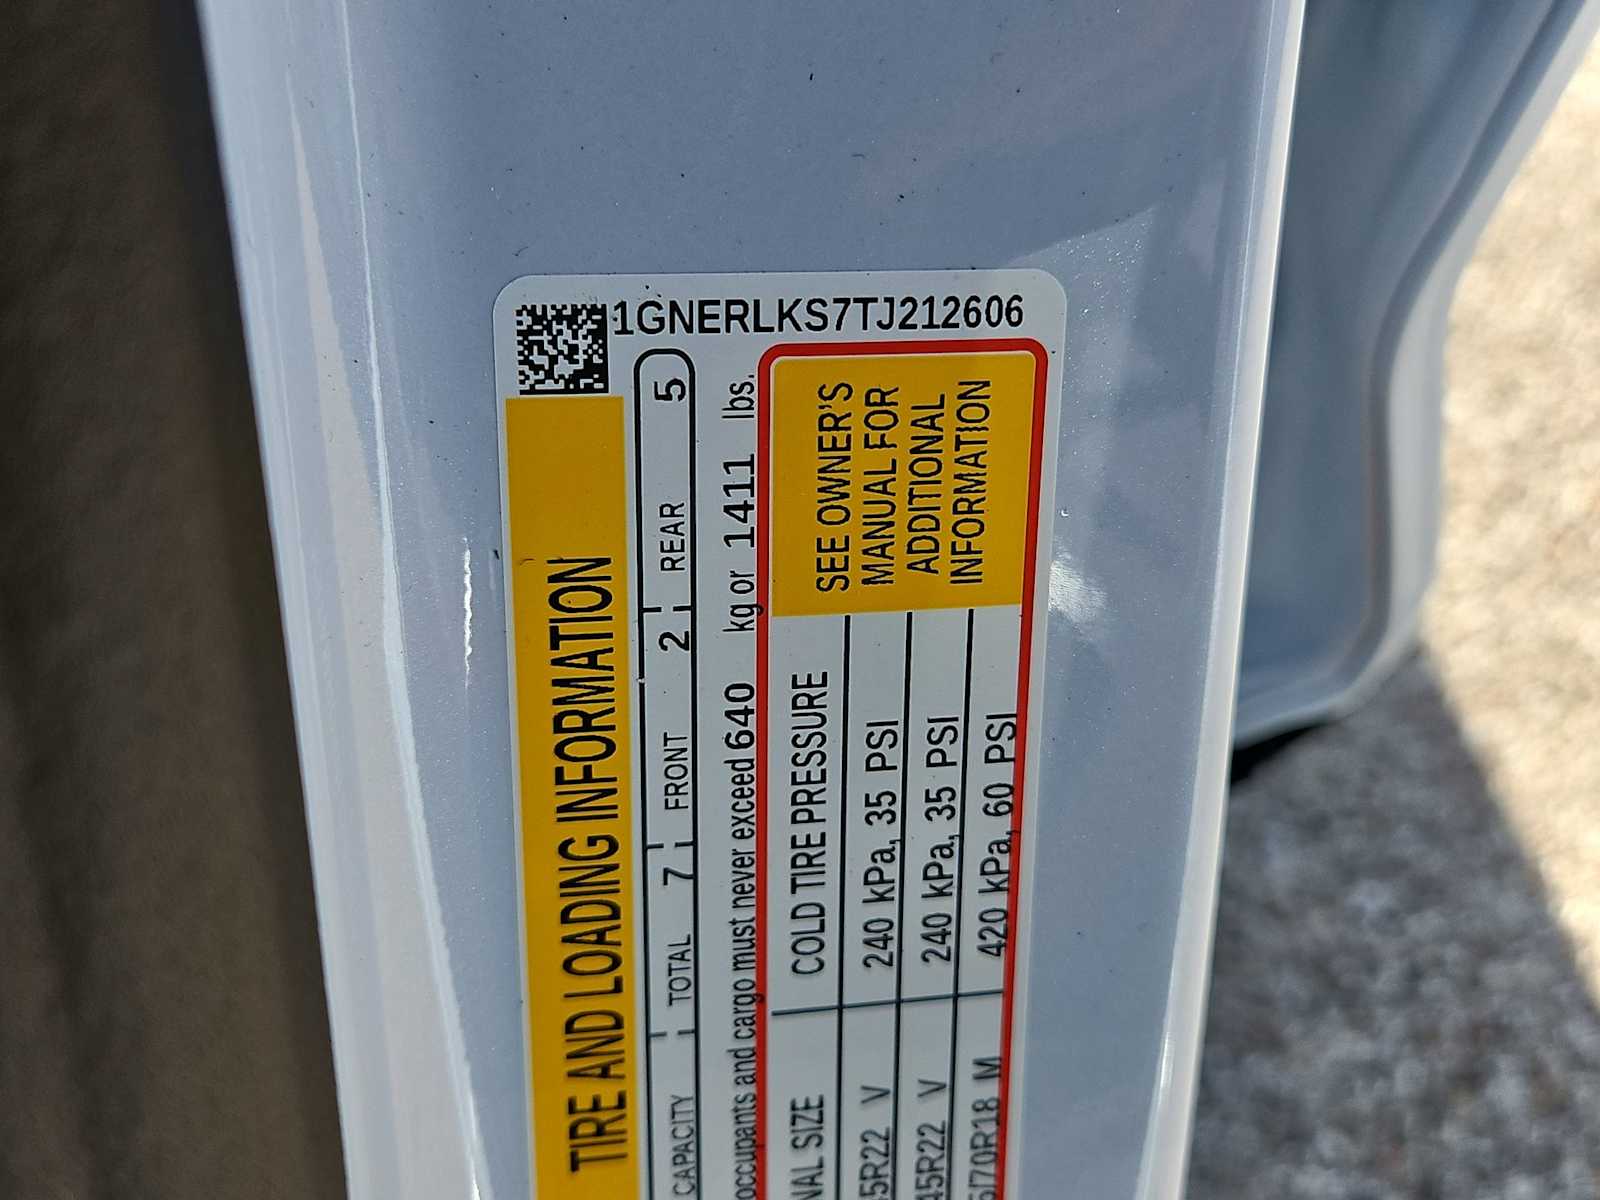 1GNERLKS7TJ212606
TIRE AND LOADING INFORMATION
CAPACITY TOTAL 7 FRONT 2 REAR 5
occupants and cargo must never exceed 640 kg or 1411 lbs.
SIZE COLD TIRE PRESSURE
V 240 kPa, 35 PSI
V 240 kPa, 35 PSI
M 420 kPa, 60 PSI
SEE OWNER'S
MANUAL FOR
ADDITIONAL
INFORMATION